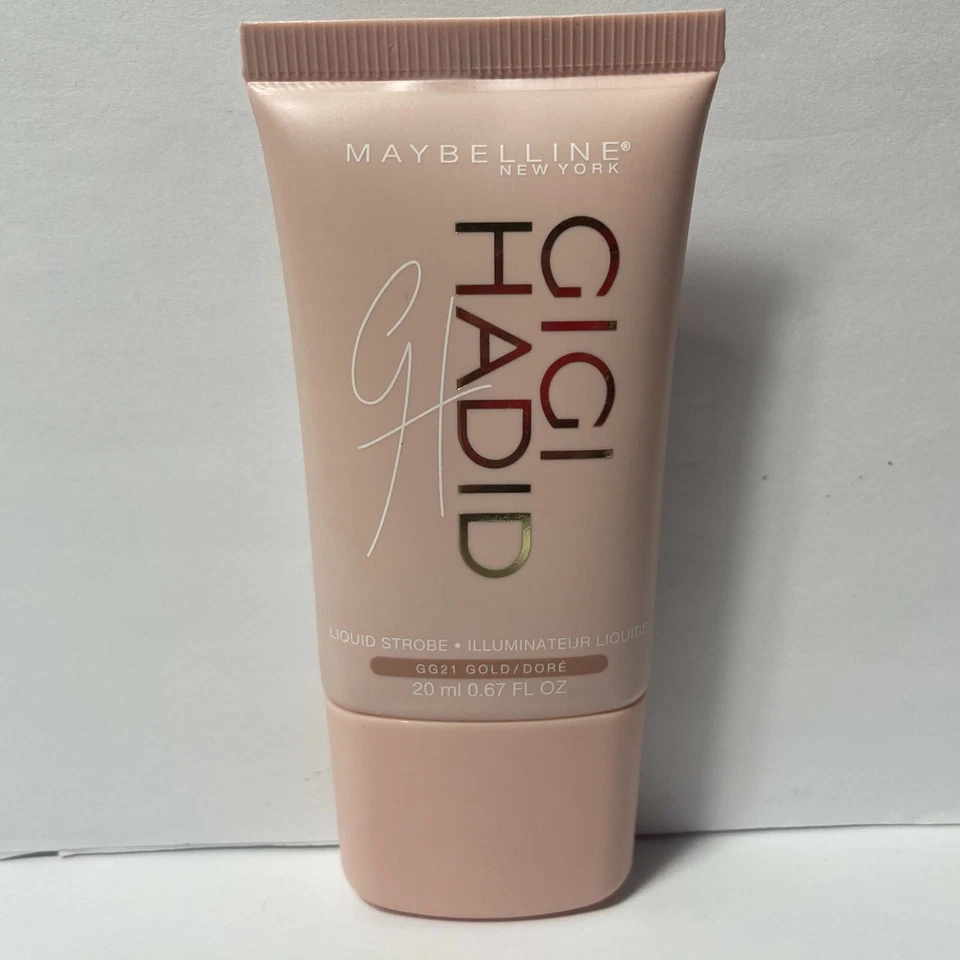 MAYBELLINE®
NEW YORK
GIGI
HADID
GH
LIQUID STROBE • ILLUMINATEUR LIQUIDE
GG21 GOLD/DORÉ
20 ml 0.67 FL OZ